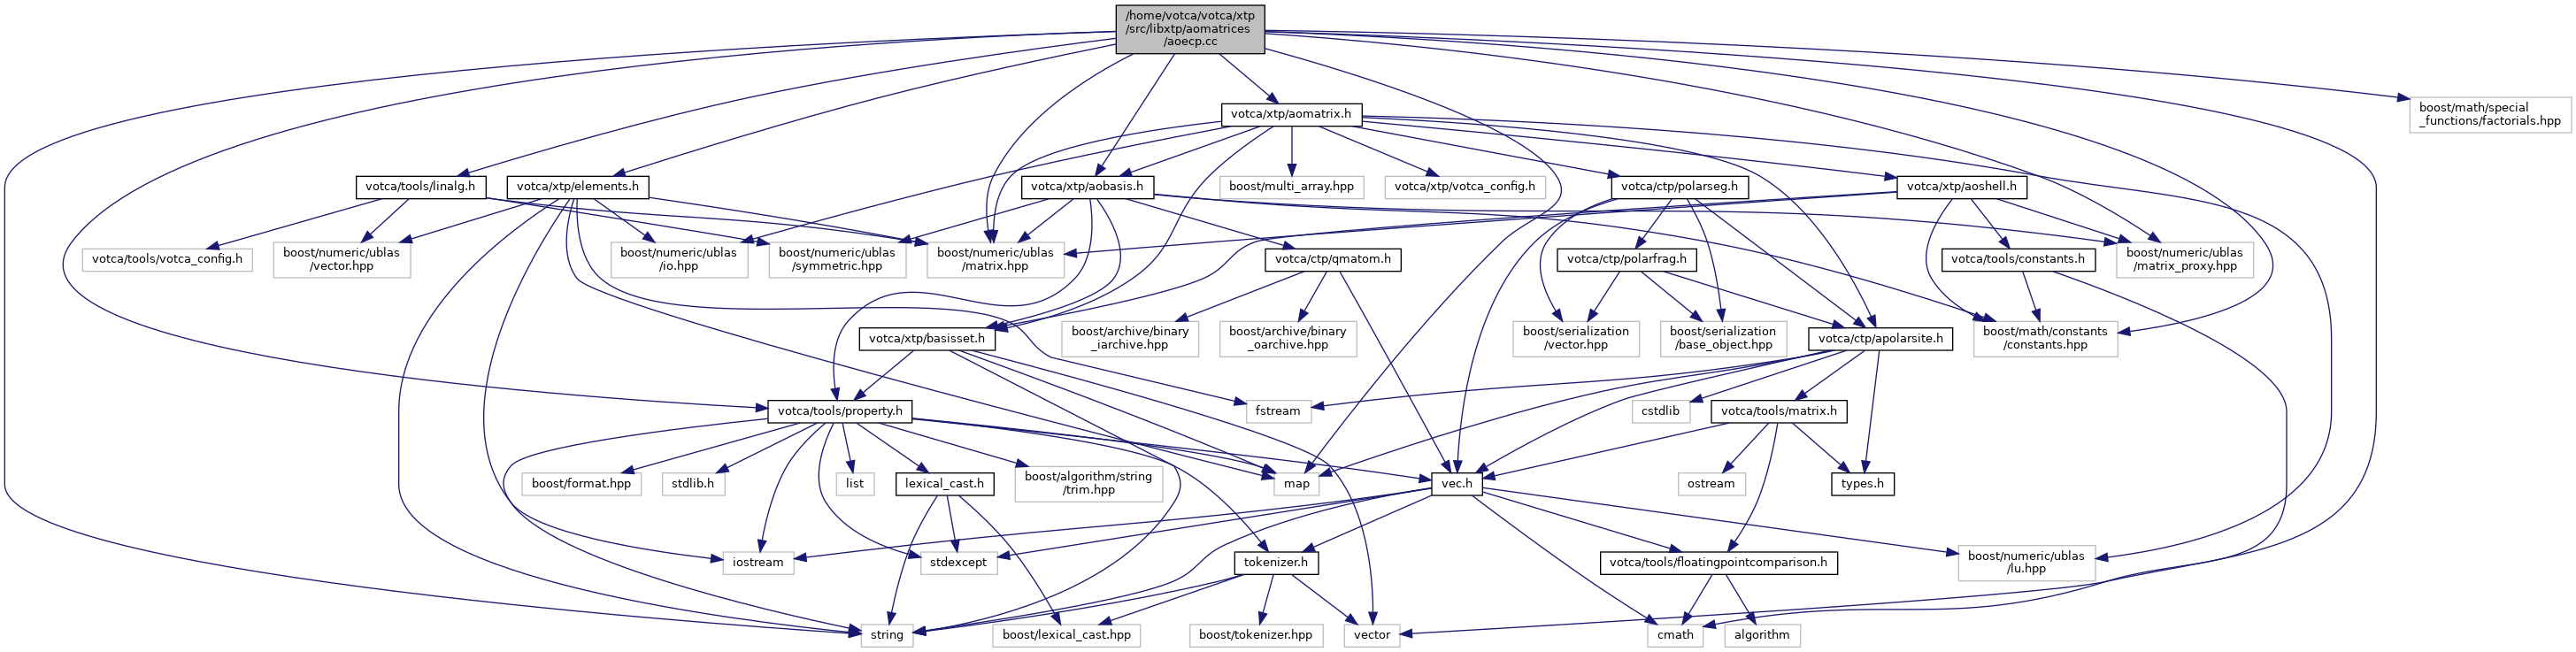 /home/votca/votca/xtp
/src/libxtp/aomatrices
/aoecp.cc
boost/math/special
_functions/factorials.hpp
votca/xtp/aomatrix.h
votca/tools/linalg.h
votca/xtp/elements.h
votca/xtp/aobasis.h
boost/multi_array.hpp
votca/xtp/votca_config.h
votca/ctp/polarseg.h
votca/xtp/aoshell.h
votca/tools/votca_config.h
boost/numeric/ublas
/vector.hpp
boost/numeric/ublas
/io.hpp
boost/numeric/ublas
/symmetric.hpp
boost/numeric/ublas
/matrix.hpp
votca/ctp/qmatom.h
votca/ctp/polarfrag.h
votca/tools/constants.h
boost/numeric/ublas
/matrix_proxy.hpp
votca/xtp/basisset.h
boost/archive/binary
_iarchive.hpp
boost/archive/binary
_oarchive.hpp
boost/serialization
/vector.hpp
boost/serialization
/base_object.hpp
votca/ctp/apolarsite.h
boost/math/constants
/constants.hpp
votca/tools/property.h
fstream
cstdlib
votca/tools/matrix.h
boost/format.hpp
stdlib.h
list
lexical_cast.h
boost/algorithm/string
/trim.hpp
map
vec.h
ostream
types.h
iostream
stdexcept
tokenizer.h
votca/tools/floatingpointcomparison.h
boost/numeric/ublas
/lu.hpp
string
boost/lexical_cast.hpp
boost/tokenizer.hpp
vector
cmath
algorithm